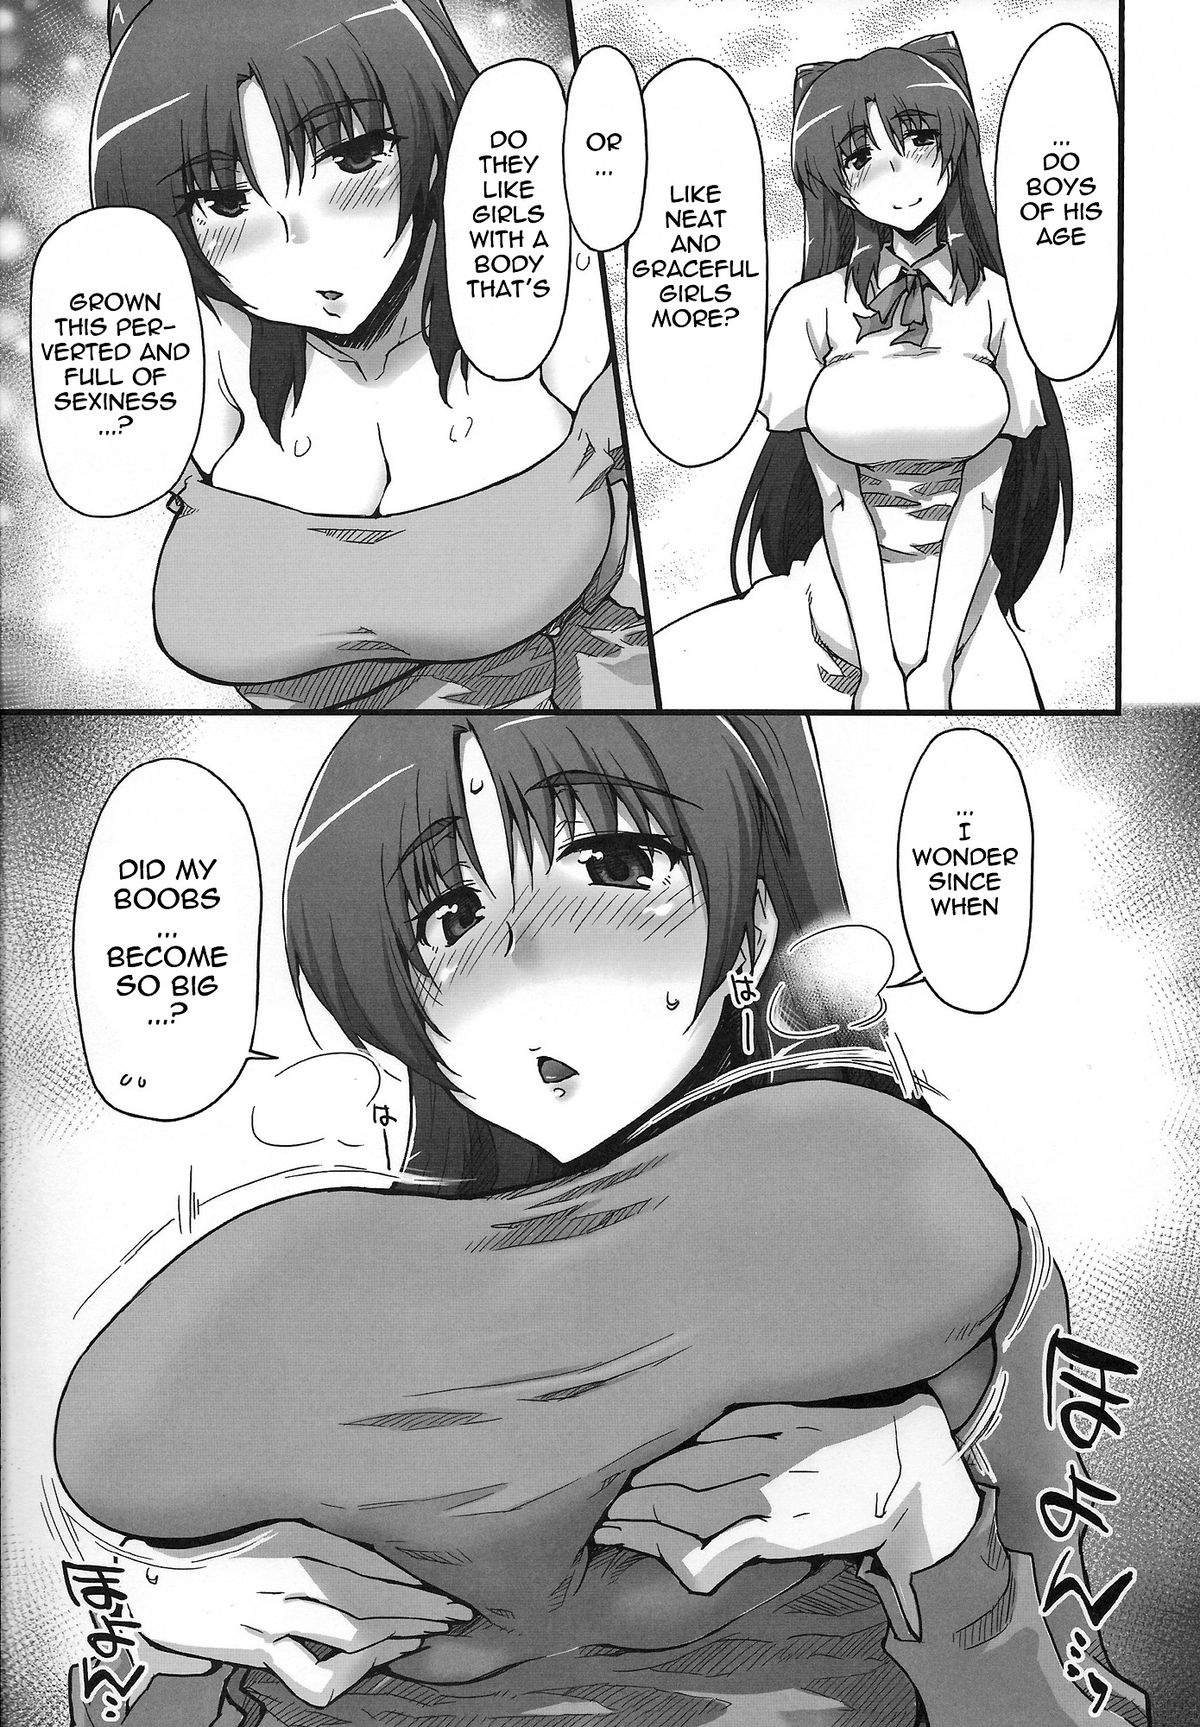 ...
DO
BOYS
OF HIS
AGE
LIKE
NEAT
AND
GRACEFUL
GIRLS
MORE?
OR
...
DO
THEY
LIKE
GIRLS
WITH A
BODY
THAT'S
GROWN
THIS PER-
VERTED AND
FULL OF
SEXINESS
...?
...
I
WONDER
SINCE
WHEN
はー
DID MY
BOOBS
...
BECOME
SO BIG
...?
はー